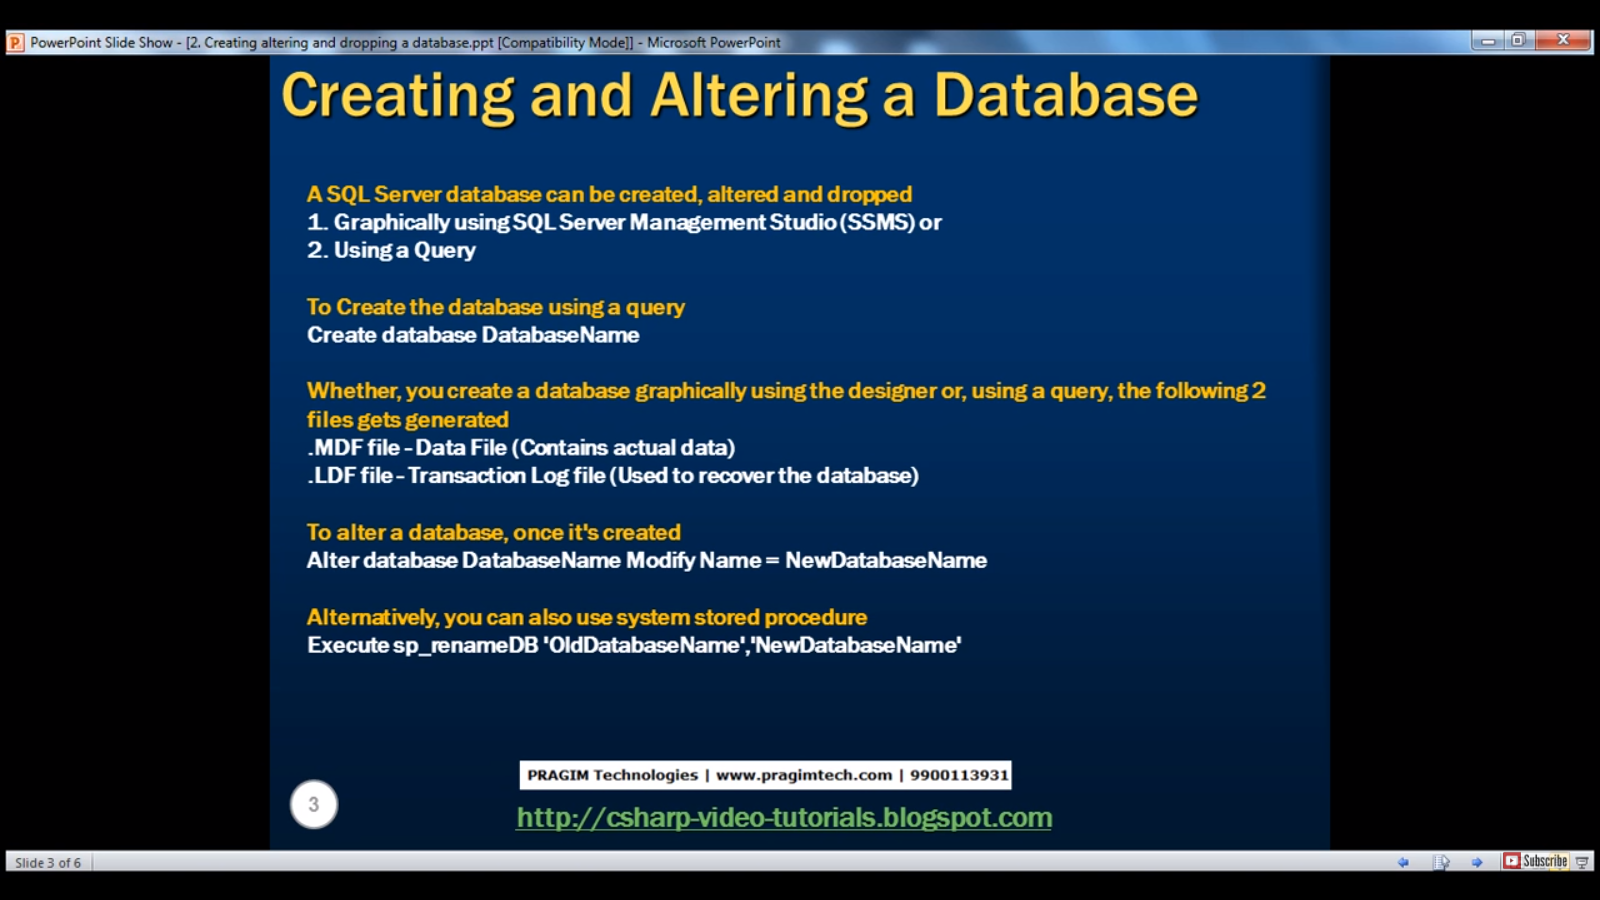 PowerPoint Slide Show - [2. Creating altering and dropping a database.ppt [Compatibility Mode]] - Microsoft PowerPoint
Creating and Altering a Database
A SQL Server database can be created, altered and dropped
1. Graphically using SQL Server Management Studio (SSMS) or
2. Using a Query
To Create the database using a query
Create database DatabaseName
Whether, you create a database graphically using the designer or, using a query, the following 2
files gets generated
.MDF file - Data File (Contains actual data)
.LDF file - Transaction Log file (Used to recover the database)
To alter a database, once it's created
Alter database DatabaseName Modify Name = NewDatabaseName
Alternatively, you can also use system stored procedure
Execute sp_renameDB 'OldDatabaseName','NewDatabaseName'
PRAGIM Technologies | www.pragimtech.com | 9900113931
3
http://csharp-video-tutorials.blogspot.com
Slide 3 of 6
Subscribe